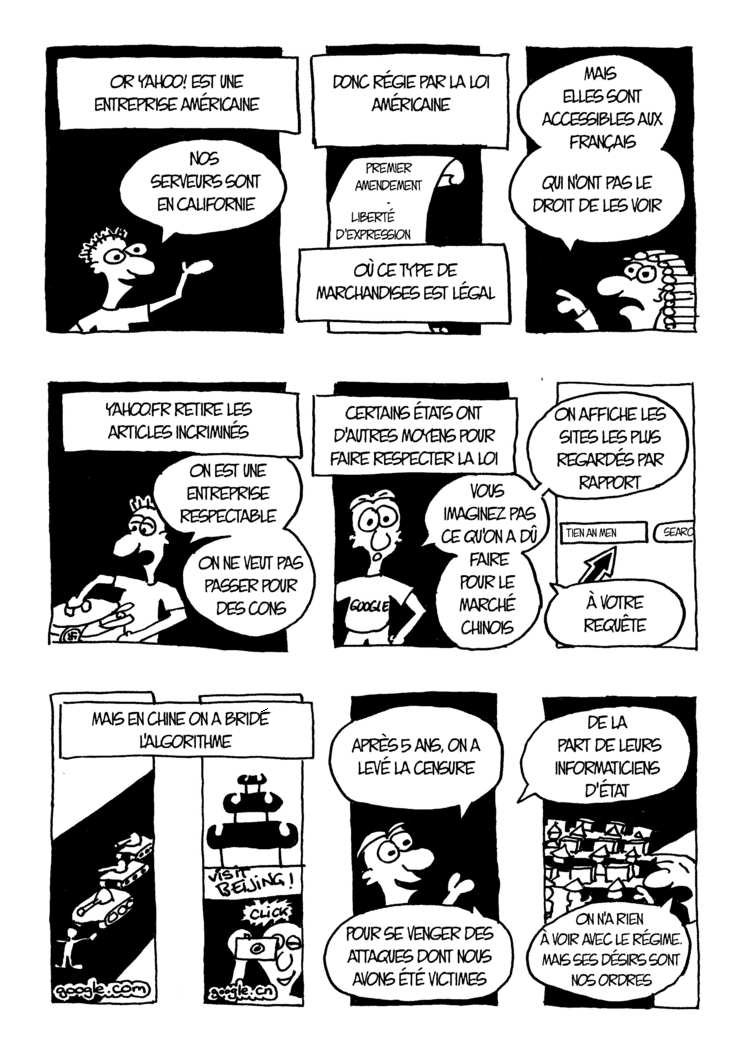 OR YAHOO! EST UNE
ENTREPRISE AMÉRICAINE
NOS
SERVEURS SONT
EN CALIFORNIE
DONC RÉGIE PAR LA LOI
AMÉRICAINE
PREMIER
AMENDEMENT
-
LIBERTÉ
D'EXPRESSION
OÙ CE TYPE DE
MARCHANDISES EST LÉGAL
MAIS
ELLES SONT
ACCESSIBLES AUX
FRANÇAIS
QUI N'ONT PAS LE
DROIT DE LES VOIR
YAHOO.FR RETIRE LES
ARTICLES INCRIMINÉS
ON EST UNE
ENTREPRISE
RESPECTABLE
ON NE VEUT PAS
PASSER POUR
DES CONS
CERTAINS ÉTATS ONT
D'AUTRES MOYENS POUR
FAIRE RESPECTER LA LOI
VOUS
IMAGINEZ PAS
CE QU'ON A DÛ
FAIRE
POUR LE
MARCHÉ
CHINOIS
GOOGLE
ON AFFICHE LES
SITES LES PLUS
REGARDÉS PAR
RAPPORT
TIEN AN MEN
SEARC
À VOTRE
REQUÊTE
MAIS EN CHINE ON A BRIDÉ
L'ALGORITHME
google.com
VISIT
BEIJING!
CLICK
google.cn
APRÈS 5 ANS, ON A
LEVÉ LA CENSURE
POUR SE VENGER DES
ATTAQUES DONT NOUS
AVONS ÉTÉ VICTIMES
DE LA
PART DE LEURS
INFORMATICIENS
D'ÉTAT
ON N'A RIEN
À VOIR AVEC LE RÉGIME.
MAIS SES DÉSIRS SONT
NOS ORDRES